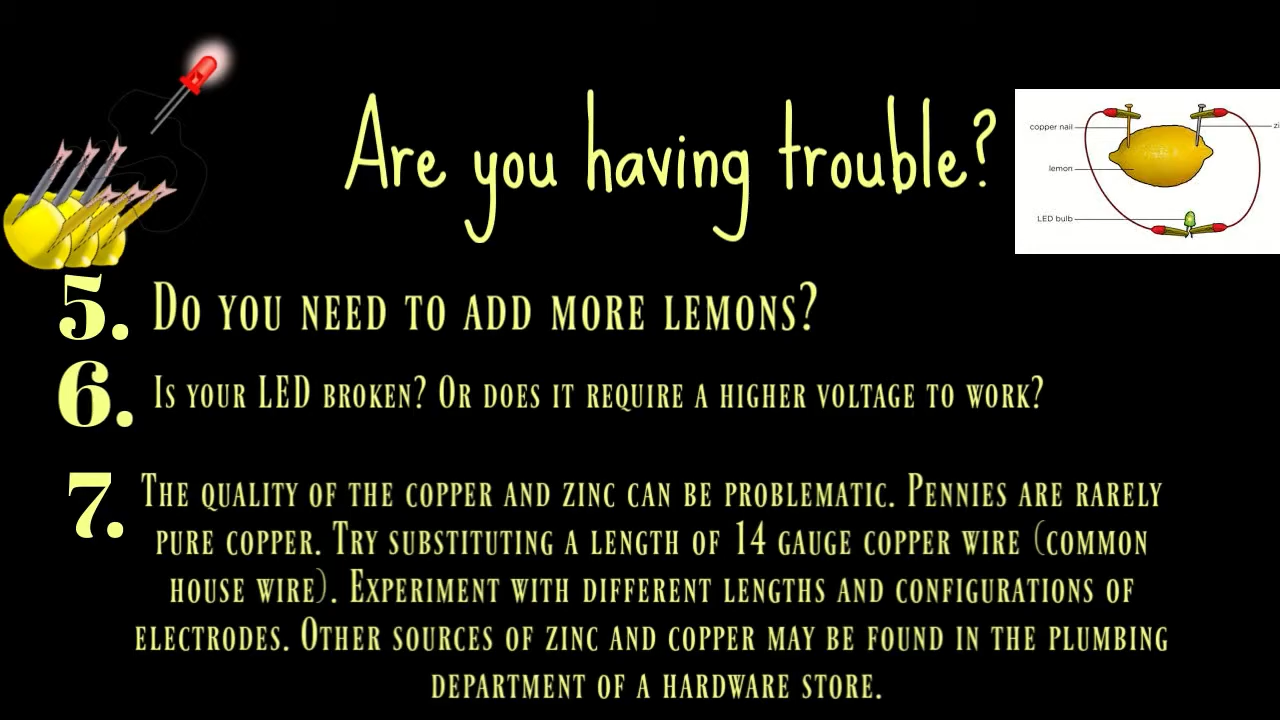 Are you having trouble?
copper nail
zi
lemon
LED bulb
5. Do you need to add more lemons?
6. Is your LED broken? Or does it require a higher voltage to work?
7. The quality of the copper and zinc can be problematic. Pennies are rarely
pure copper. Try substituting a length of 14 gauge copper wire (common
house wire). Experiment with different lengths and configurations of
electrodes. Other sources of zinc and copper may be found in the plumbing
department of a hardware store.